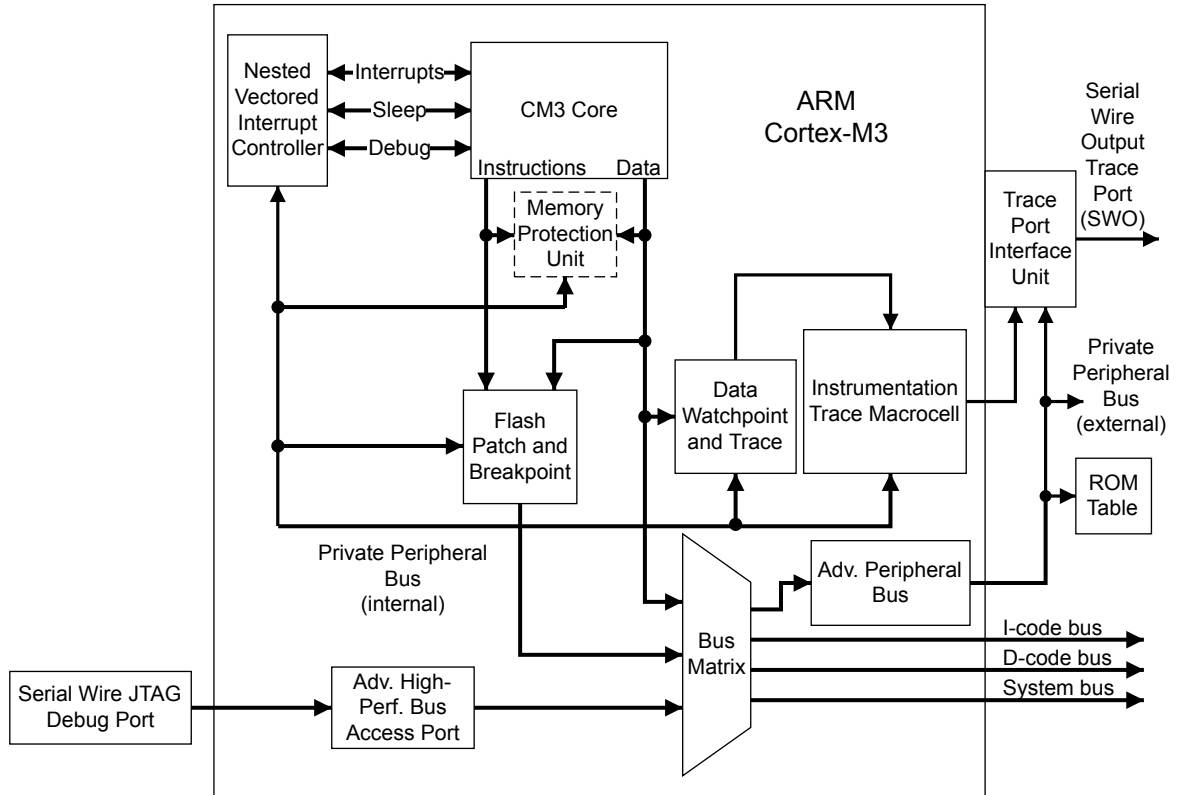 Nested
Vectored
Interrupt
Controller
Interrupts
Sleep
Debug
CM3 Core
Instructions
Data
ARM
Cortex-M3
Memory
Protection
Unit
Serial
Wire
Output
Trace
Port
(SWO)
Trace
Port
Interface
Unit
Flash
Patch and
Breakpoint
Data
Watchpoint
and Trace
Instrumentation
Trace Macrocell
Private
Peripheral
Bus
(external)
ROM
Table
Private Peripheral
Bus
(internal)
Adv. Peripheral
Bus
Bus
Matrix
I-code bus
D-code bus
System bus
Serial Wire JTAG
Debug Port
Adv. High-
Perf. Bus
Access Port